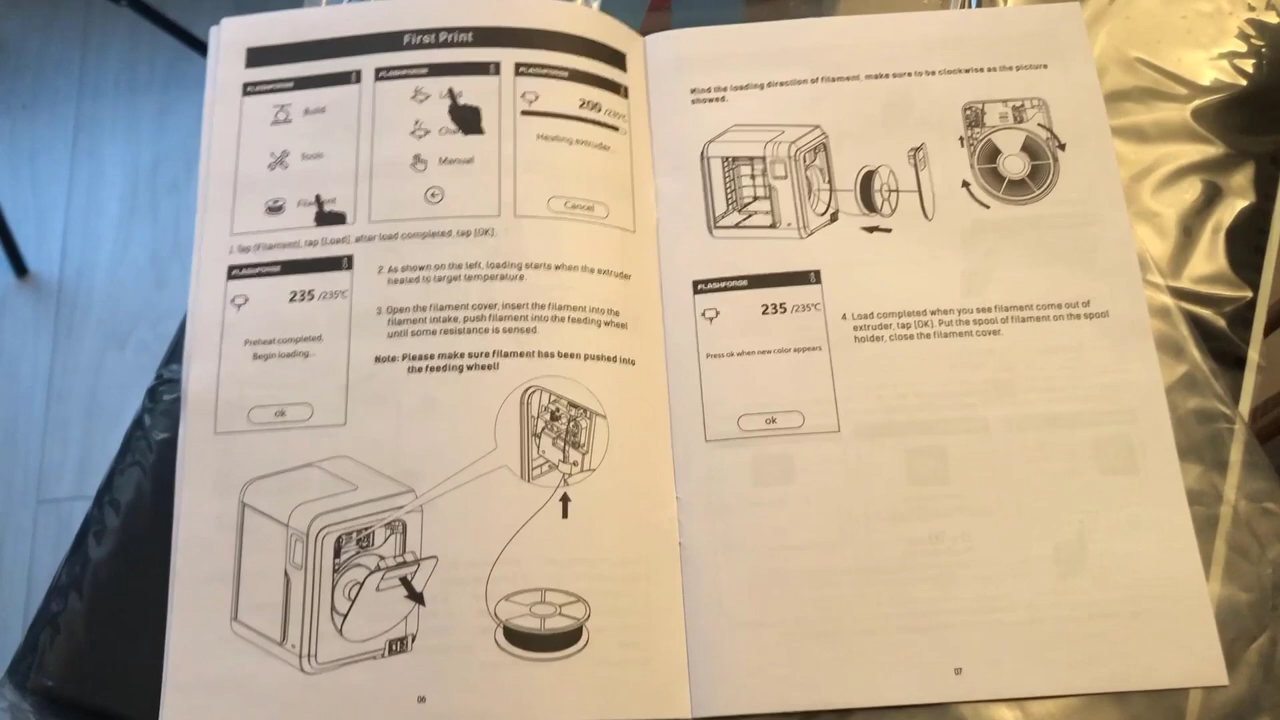 First Print
FLASHFORGE
Build
Tools
FLASHFORGE
Manual
FLASHFORGE
200 /235℃
Heating extruder...
Cancel
1. Tap [Filament], tap [Load], after load completed, tap [OK].
FLASHFORGE
235 /235℃
Preheat completed.
Begin loading...
ok
2. As shown on the left, loading starts when the extruder
heated to target temperature.
3. Open the filament cover, insert the filament into the
filament intake, push filament into the feeding wheel
until some resistance is sensed.
Note: Please make sure filament has been pushed into
the feeding wheel!
06
Mind the loading direction of filament, make sure to be clockwise as the picture
showed.
FLASHFORGE
235 /235℃
Press ok when new color appears
ok
4. Load completed when you see filament come out of
extruder, tap [OK]. Put the spool of filament on the spool
holder, close the filament cover.
07